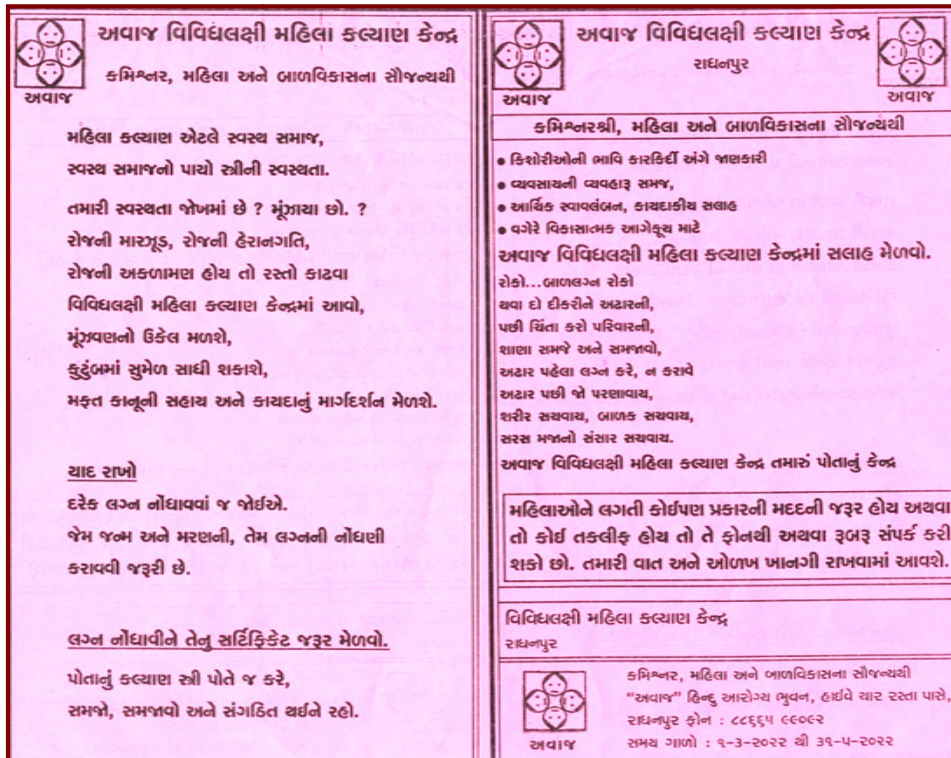 અવાજ વિવિધલક્ષી મહિલા કલ્યાણ કેન્દ્ર
કમિશ્નર, મહિલા અને બાળવિકાસના સૌજન્યથી
અવાજ
મહિલા કલ્યાણ એટલે સ્વસ્થ સમાજ,
સ્વસ્થ સમાજનો પાયો સ્ત્રીની સ્વસ્થતા.
તમારી સ્વસ્થતા જોખમાં છે ? મૂંઝાયા છો. ?
રોજની મારઝૂડ, રોજની હેરાનગતિ,
રોજની અકળામણ હોય તો રસ્તો કાઢવા
વિવિધલક્ષી મહિલા કલ્યાણ કેન્દ્રમાં આવો,
મૂંઝવણનો ઉકેલ મળશે,
કુટુંબમાં સુમેળ સાધી શકાશે,
મફત કાનૂની સહાય અને કાયદાનું માર્ગદર્શન મેળશે.
યાદ રાખો
દરેક લગ્ન નોંધાવવાં જ જોઈએ.
જેમ જન્મ અને મરણની, તેમ લગ્નની નોંધણી
કરાવવી જરૂરી છે.
લગ્ન નોંધાવીને તેનુ સર્ટિફિકેટ જરૂર મેળવો.
પોતાનું કલ્યાણ સ્ત્રી પોતે જ કરે,
સમજો, સમજાવો અને સંગઠિત થઈને રહો.
અવાજ વિવિધલક્ષી કલ્યાણ કેન્દ્ર
રાધનપુર
અવાજ
અવાજ
કમિશ્નરશ્રી, મહિલા અને બાળવિકાસના સૌજન્યથી
● કિશોરીઓની ભાવિ કારકિર્દી અંગે જાણકારી
● વ્યવસાયની વ્યવહારૂ સમજ,
● આર્થિક સ્વાવલંબન, કાયદાકીય સલાહ
● વગેરે વિકાસાત્મક આગેકૂચ માટે
અવાજ વિવિધલક્ષી મહિલા કલ્યાણ કેન્દ્રમાં સલાહ મેળવો.
રોકો...બાળલગ્ન રોકો
થવા દો દીકરીને અઢારની,
પછી ચિંતા કરો પરિવારની,
શાણા સમજે અને સમજાવો,
અઢાર પહેલા લગ્ન કરે, ન કરાવે
અઢાર પછી જો પરણાવાય,
શરીર સચવાય, બાળક સચવાય,
સરસ મજાનો સંસાર સચવાય.
અવાજ વિવિધલક્ષી મહિલા કલ્યાણ કેન્દ્ર તમારું પોતાનું કેન્દ્ર
મહિલાઓને લગતી કોઈપણ પ્રકારની મદદની જરૂર હોય અથવા
તો કોઈ તકલીફ હોય તો તે ફોનથી અથવા રૂબરૂ સંપર્ક કરી
શકો છો. તમારી વાત અને ઓળખ ખાનગી રાખવામાં આવશે.
વિવિધલક્ષી મહિલા કલ્યાણ કેન્દ્ર
રાધનપુર
કમિશ્નર, મહિલા અને બાળવિકાસના સૌજન્યથી
"અવાજ" હિન્દુ આરોગ્ય ભુવન, હાઈવે ચાર રસ્તા પાસે,
રાધનપુર ફોન : ૮૮૬૬૫ ૯૯૦૯૨
સમય ગાળો : ૧-૩-૨૦૨૨ થી ૩૧-૫-૨૦૨૨
અવાજ